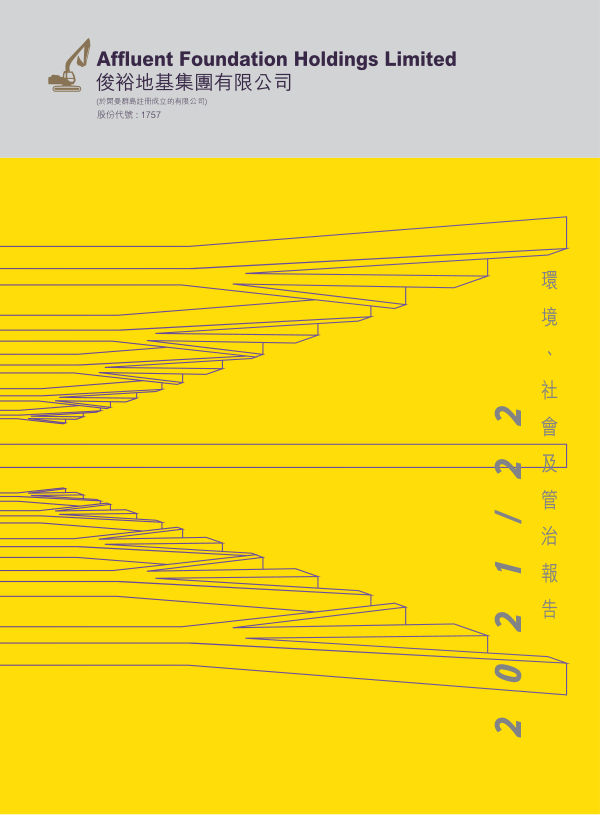 Affluent Foundation Holdings Limited
俊裕地基集團有限公司
(於開曼群島註冊成立的有限公司)
股份代號 : 1757
環境、社會及管治報告
2021/22